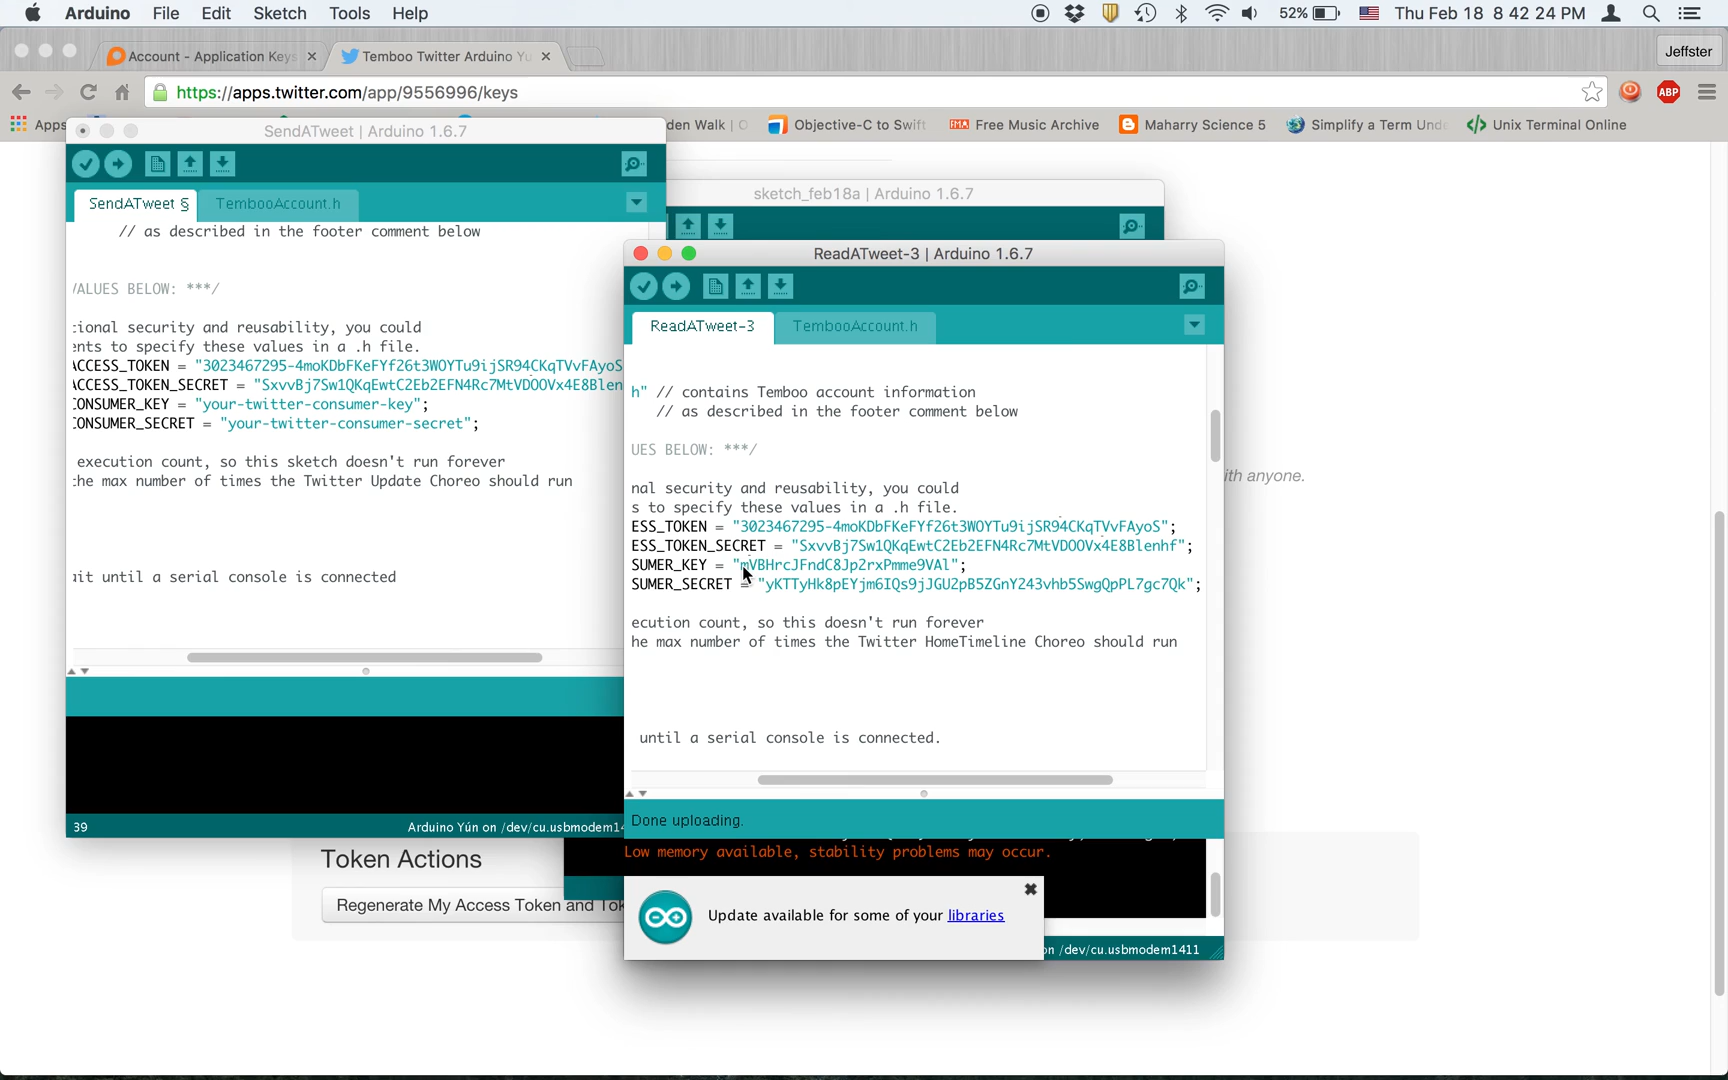 Arduino File Edit Sketch Tools Help 52% Thu Feb 18 8 42 24 PM
Account - Application Keys Temboo Twitter Arduino Yu Jeffster
https://apps.twitter.com/app/9556996/keys ABP
Apps den Walk | O Objective-C to Swift FMA Free Music Archive Maharry Science 5 Simplify a Term Unde Unix Terminal Online
SendATweet | Arduino 1.6.7
SendATweet § TembooAccount.h
// as described in the footer comment below
VALUES BELOW: ***/
tional security and reusability, you could
ents to specify these values in a .h file.
ACCESS_TOKEN = "3023467295-4moKDbFKeFYf26t3WOYTu9ijSR94CKqTVvFAyoS
ACCESS_TOKEN_SECRET = "SxvvBj7Sw1QKqEwtC2Eb2EFN4Rc7MtVDOOVx4E8Blen
CONSUMER_KEY = "your-twitter-consumer-key";
CONSUMER_SECRET = "your-twitter-consumer-secret";
execution count, so this sketch doesn't run forever
the max number of times the Twitter Update Choreo should run
ait until a serial console is connected
39 Arduino Yún on /dev/cu.usbmodem14
sketch_feb18a | Arduino 1.6.7
ReadATweet-3 | Arduino 1.6.7
ReadATweet-3 TembooAccount.h
h" // contains Temboo account information
// as described in the footer comment below
UES BELOW: ***/
nal security and reusability, you could
s to specify these values in a .h file.
ESS_TOKEN = "3023467295-4moKDbFKeFYf26t3WOYTu9ijSR94CKqTVvFAyoS";
ESS_TOKEN_SECRET = "SxvvBj7Sw1QKqEwtC2Eb2EFN4Rc7MtVDOOVx4E8Blenhf";
SUMER_KEY = "mVBHrcJFndC8Jp2rxPmme9VAl";
SUMER_SECRET = "yKTTyHk8pEYjm6IQs9jJGU2pB5ZGnY243vhb5SwgQpPL7gc7Qk";
ecution count, so this doesn't run forever
he max number of times the Twitter HomeTimeline Choreo should run
until a serial console is connected.
Done uploading.
Low memory available, stability problems may occur.
Update available for some of your libraries
on /dev/cu.usbmodem1411
ith anyone.
Token Actions
Regenerate My Access Token and Tok